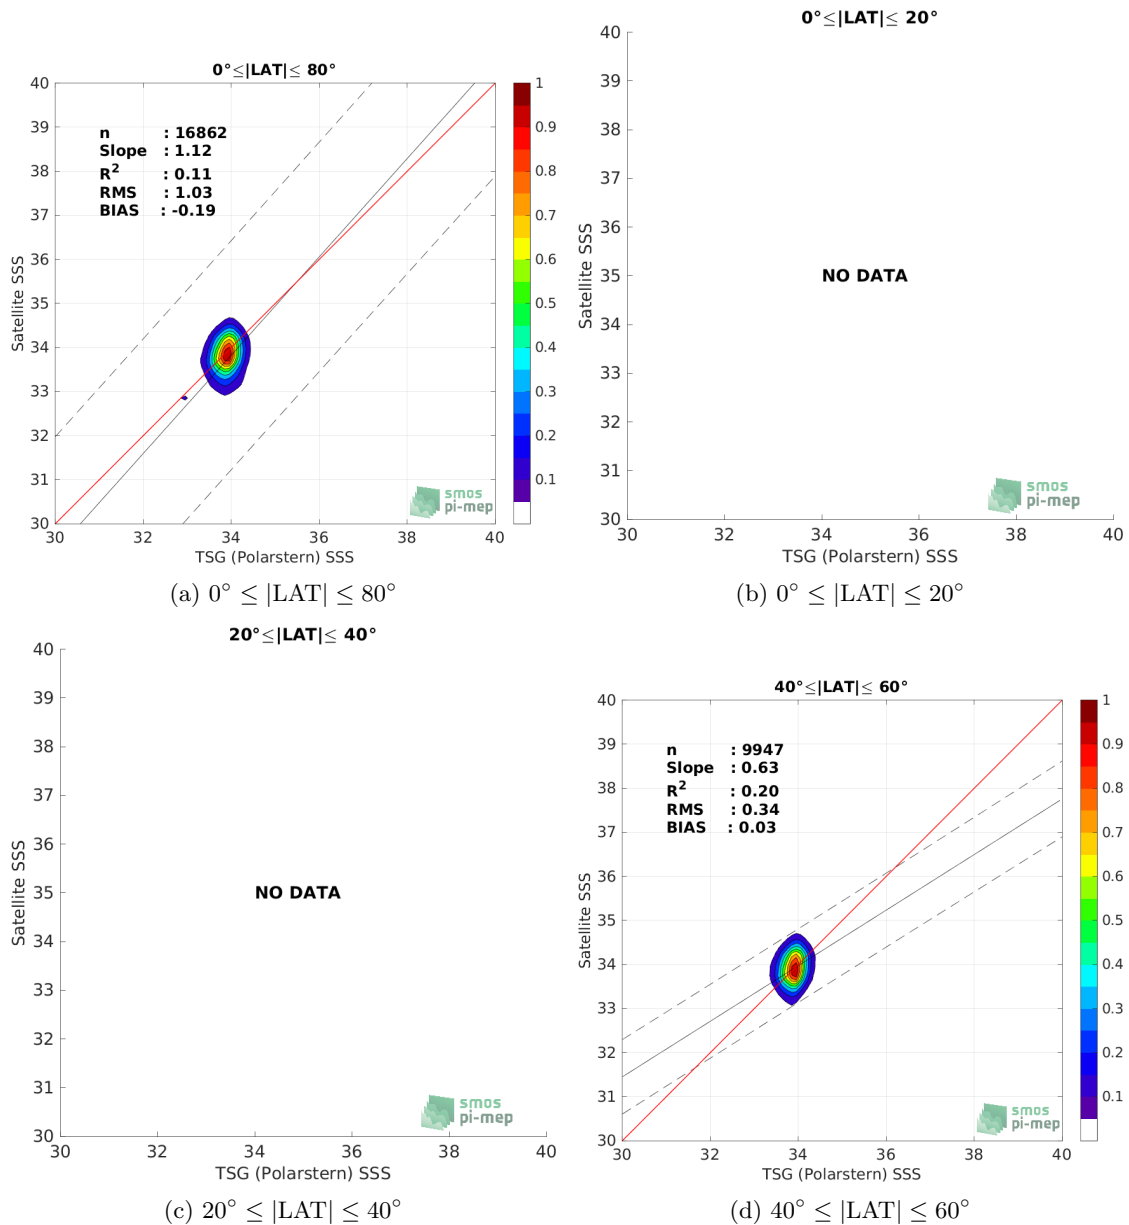 0°≤|LAT|≤ 80°
40
39
38
37
36
35
34
33
32
31
30
Satellite SSS
n : 16862
Slope : 1.12
R² : 0.11
RMS : 1.03
BIAS : -0.19
smos
pi-mep
30 32 34 36 38 40
TSG (Polarstern) SSS
1
0.9
0.8
0.7
0.6
0.5
0.4
0.3
0.2
0.1
(a) 0° ≤ |LAT| ≤ 80°
0°≤|LAT|≤ 20°
40
39
38
37
36
35
34
33
32
31
30
Satellite SSS
NO DATA
smos
pi-mep
30 32 34 36 38 40
TSG (Polarstern) SSS
(b) 0° ≤ |LAT| ≤ 20°
20°≤|LAT|≤ 40°
40
39
38
37
36
35
34
33
32
31
30
Satellite SSS
NO DATA
smos
pi-mep
30 32 34 36 38 40
TSG (Polarstern) SSS
(c) 20° ≤ |LAT| ≤ 40°
40°≤|LAT|≤ 60°
40
39
38
37
36
35
34
33
32
31
30
Satellite SSS
n : 9947
Slope : 0.63
R² : 0.20
RMS : 0.34
BIAS : 0.03
smos
pi-mep
30 32 34 36 38 40
TSG (Polarstern) SSS
1
0.9
0.8
0.7
0.6
0.5
0.4
0.3
0.2
0.1
(d) 40° ≤ |LAT| ≤ 60°